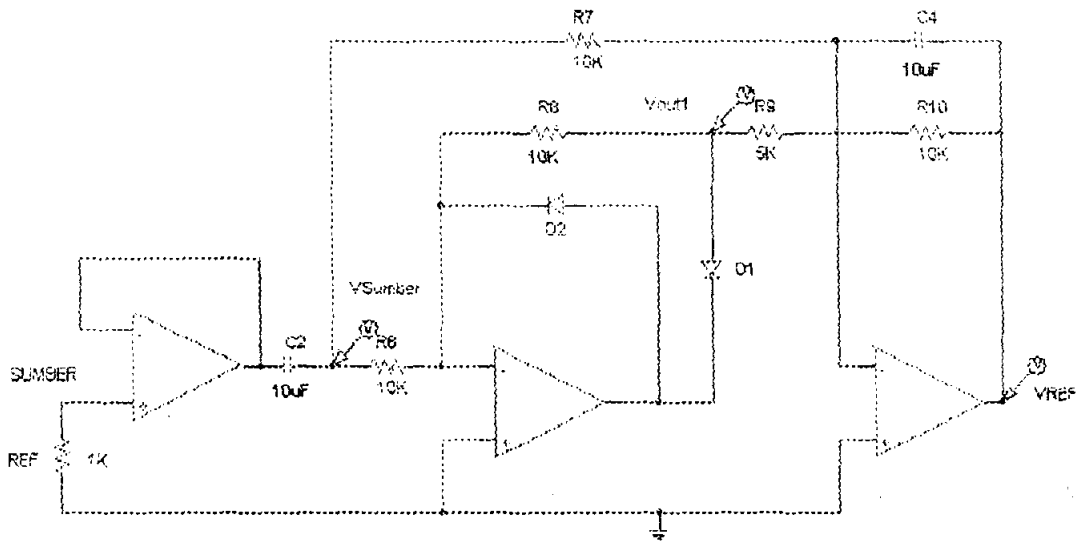 R7
10K
C4
10uF
R8
10K
Vout1
R9
5K
R10
10K
D2
D1
VSumber
C2
10uF
R6
10K
SUMBER
REF
1K
VREF